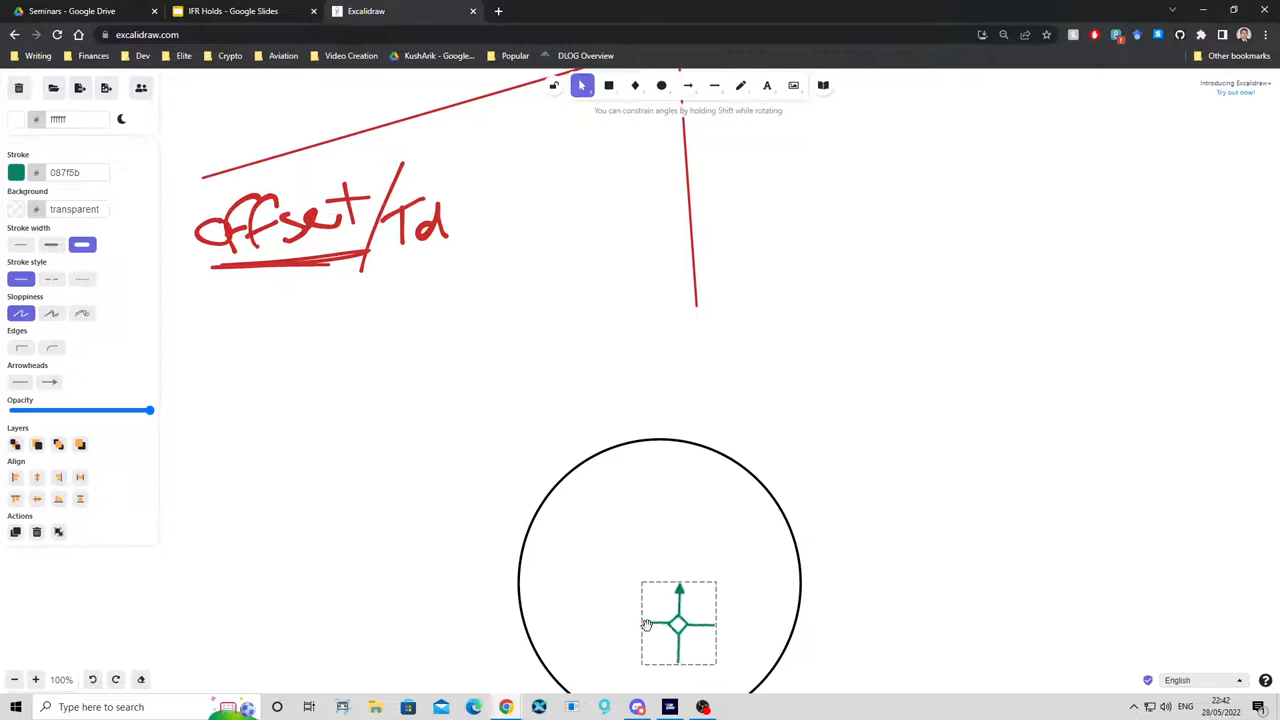 Seminars - Google Drive
IFR Holds - Google Slides
Excalidraw
excalidraw.com
Writing
Finances
Dev
Elite
Crypto
Aviation
Video Creation
KushArik - Google...
Popular
DLOG Overview
Other bookmarks
You can constrain angles by holding Shift while rotating
Introducing Excalidraw+
Try out now!
# ffffff
Stroke
# 087f5b
Background
# transparent
Stroke width
Stroke style
Sloppiness
Edges
Arrowheads
Opacity
Layers
Align
Actions
offset/Td
A
100%
English
Type here to search
ENG
22:42
28/05/2022